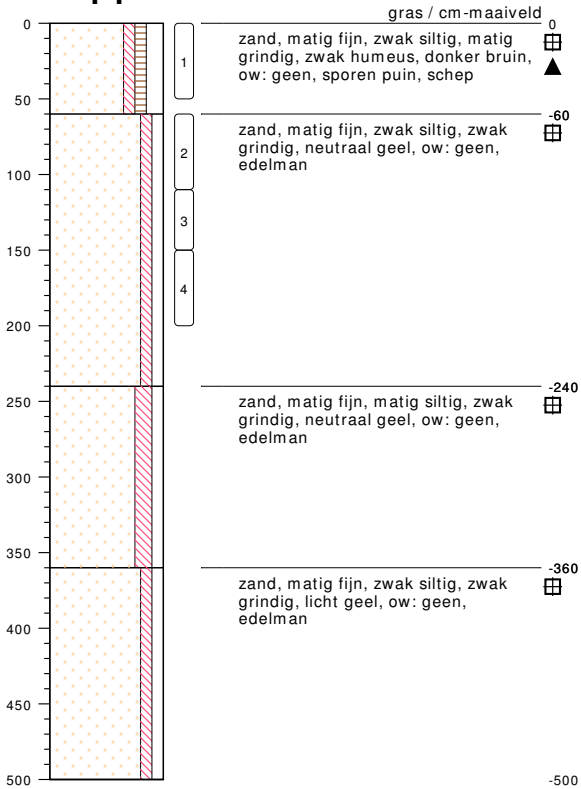 gras / cm-maaiveld
0
0
zand, matig fijn, zwak siltig, matig
grindig, zwak humeus, donker bruin,
ow: geen, sporen puin, schep
1
50
-60
zand, matig fijn, zwak siltig, zwak
grindig, neutraal geel, ow: geen,
edelman
2
100
3
150
4
200
-240
250
zand, matig fijn, matig siltig, zwak
grindig, neutraal geel, ow: geen,
edelman
300
350
-360
zand, matig fijn, zwak siltig, zwak
grindig, licht geel, ow: geen,
edelman
400
450
500
-500